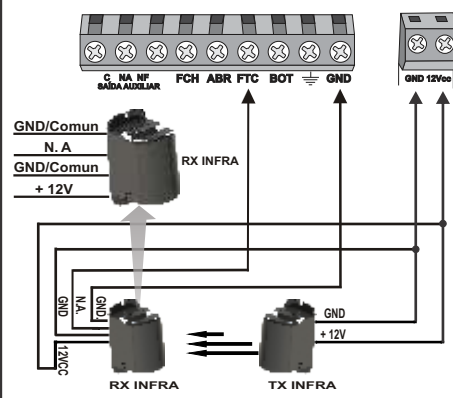 C NA NF FCH ABR FTC BOT GND
SAÍDA AUXILIAR
GND 12Vcc
GND/Comun
N. A
GND/Comun
+ 12V
RX INFRA
GND
N.A.
GND.
12VCC
GND
+ 12V
RX INFRA
TX INFRA